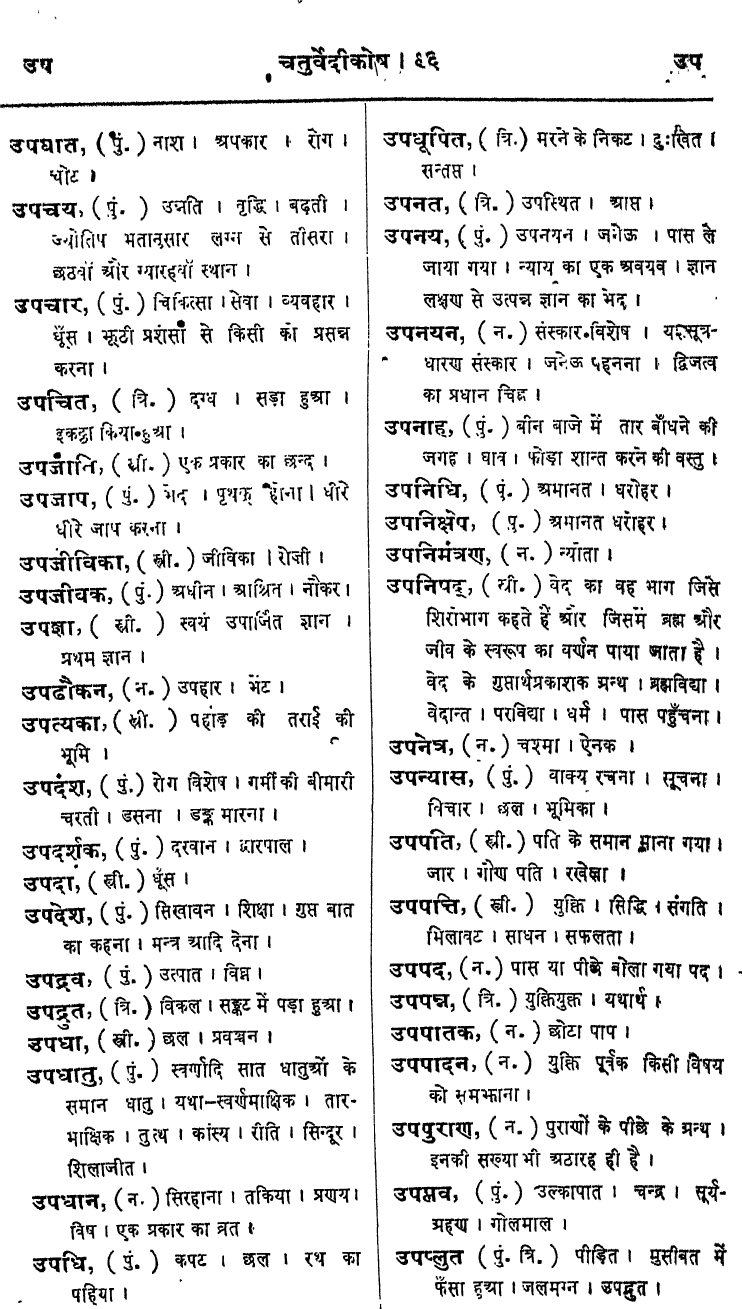 उप
चतुर्वेदीकोष । ९६
उप
उपघात, (पुं.) नाश । अपकार । रोग ।
चोट ।
उपचय, (पुं.) उन्नति । वृद्धि । बढ़ती ।
ज्योतिष मतानुसार लग्न से तीसरा ।
छठवाँ और ग्यारहवाँ स्थान ।
उपचार, (पुं.) चिकित्सा । सेवा । व्यवहार ।
घूँस । झूठी प्रशंसा से किसी को प्रसन्न
करना ।
उपचित, (त्रि.) दग्ध । सड़ा हुआ ।
इकट्ठा किया हुआ ।
उपजाति, (स्त्री.) एक प्रकार का छन्द ।
उपजाप, (पुं.) भेद । पृथक् होना । धीरे
धीरे जाप करना ।
उपजीविका, (स्त्री.) जीविका । रोजी ।
उपजीवक, (पुं.) अधीन । आश्रित । नौकर ।
उपज्ञा, (स्त्री.) स्वयं उपार्जित ज्ञान ।
प्रथम ज्ञान ।
उपढौकन, (न.) उपहार । भेंट ।
उपत्यका, (स्त्री.) पहाड़ की तराई की
भूमि ।
उपदंश, (पुं.) रोग विशेष । गर्मी की बीमारी
चरती । डसना । डङ्क मारना ।
उपदर्शक, (पुं.) दरवान । द्वारपाल ।
उपदा, (स्त्री.) घूँस ।
उपदेश, (पुं.) सिखावन । शिक्षा । गुप्त बात
का कहना । मन्त्र आदि देना ।
उपद्रव, (पुं.) उत्पात । विघ्न ।
उपद्रुत, (त्रि.) विकल । सङ्कट में पड़ा हुआ ।
उपधा, (स्त्री.) छल । प्रवञ्चन ।
उपधातु, (पुं.) स्वर्णादि सात धातुओं के
समान धातु । यथा–स्वर्णमाक्षिक । तार-
माक्षिक । तुत्थ । कांस्य । रीति । सिन्दूर ।
शिलाजीत ।
उपधान, (न.) सिरहाना । तकिया । प्रणय ।
विष । एक प्रकार का व्रत ।
उपधि, (पुं.) कपट । छल । रथ का
पहिया ।
उपधूपित, (त्रि.) मरने के निकट । दुःखित ।
सन्तप्त ।
उपनत, (त्रि.) उपस्थित । प्राप्त ।
उपनय, (पुं.) उपनयन । जनेऊ । पास ले
जाया गया । न्याय का एक अवयव । ज्ञान
लक्षण से उत्पन्न ज्ञान का भेद ।
उपनयन, (न.) संस्कार विशेष । यज्ञसूत्र-
धारण संस्कार । जनेऊ पहनना । द्विजत्व
का प्रधान चिह्न ।
उपनाह, (पुं.) बीन बाजे में तार बाँधने की
जगह । घाव । फोड़ा शान्त करने की वस्तु ।
उपनिधि, (पुं.) अमानत । धरोहर ।
उपनिक्षेप, (पु.) अमानत धरोहर ।
उपनिमंत्रण, (न.) न्योता ।
उपनिषद्, (स्त्री.) वेद का वह भाग जिसे
शिरोभाग कहते हैं और जिसमें ब्रह्म और
जीव के स्वरूप का वर्णन पाया जाता है ।
वेद के गुप्तार्थप्रकाशक ग्रन्थ । ब्रह्मविद्या ।
वेदान्त । पराविद्या । धर्म । पास पहुँचना ।
उपनेत्र, (न.) चश्मा । ऐनक ।
उपन्यास, (पुं.) वाक्य रचना । सूचना ।
विचार । छल । भूमिका ।
उपपति, (स्त्री.) पति के समान माना गया ।
जार । गौण पति । रखेला ।
उपपत्ति, (स्त्री.) युक्ति । सिद्धि । संगति ।
मिलावट । साधन । सफलता ।
उपपद, (न.) पास या पीछे बोला गया पद ।
उपपन्न, (त्रि.) युक्तियुक्त । यथार्थ ।
उपपातक, (न.) छोटा पाप ।
उपपादन, (न.) युक्ति पूर्वक किसी विषय
को समझाना ।
उपपुराण, (न.) पुराणों के पीछे के ग्रन्थ ।
इनकी सख्या भी अठारह ही है ।
उपप्लव, (पुं.) उल्कापात । चन्द्र । सूर्य-
ग्रहण । गोलमाल ।
उपप्लुत (पुं. त्रि.) पीड़ित । मुसीबत में
फँसा हुआ । जलमग्न । उपद्रुत ।